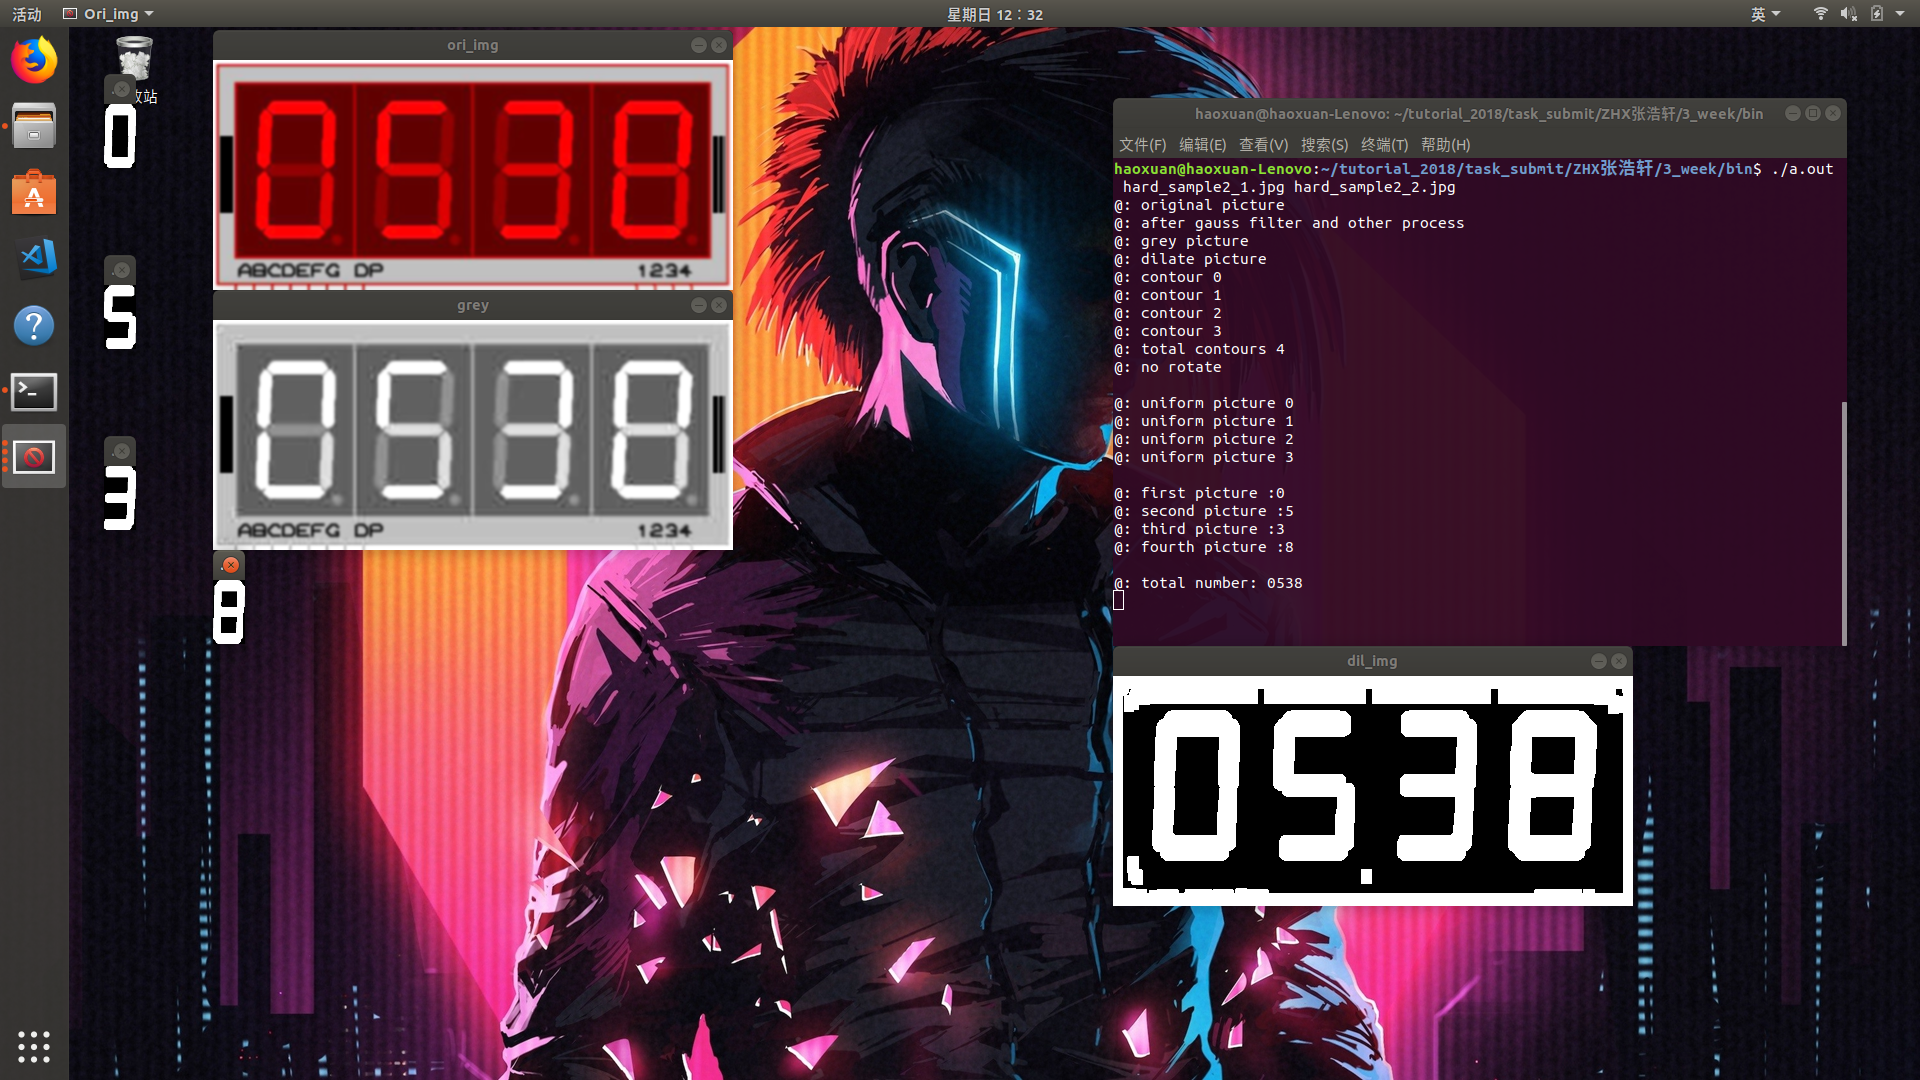 活动
Ori_img
星期日 12：32
英
ori_img
0538
ABCDEFG DP
1234
grey
0538
ABCDEFG DP
1234
0
5
3
8
haoxuan@haoxuan-Lenovo: ~/tutorial_2018/task_submit/ZHX张浩轩/3_week/bin
文件(F) 编辑(E) 查看(V) 搜索(S) 终端(T) 帮助(H)
haoxuan@haoxuan-Lenovo:~/tutorial_2018/task_submit/ZHX张浩轩/3_week/bin$ ./a.out
hard_sample2_1.jpg hard_sample2_2.jpg
@: original picture
@: after gauss filter and other process
@: grey picture
@: dilate picture
@: contour 0
@: contour 1
@: contour 2
@: contour 3
@: total contours 4
@: no rotate
@: uniform picture 0
@: uniform picture 1
@: uniform picture 2
@: uniform picture 3
@: first picture :0
@: second picture :5
@: third picture :3
@: fourth picture :8
@: total number: 0538
dil_img
0538